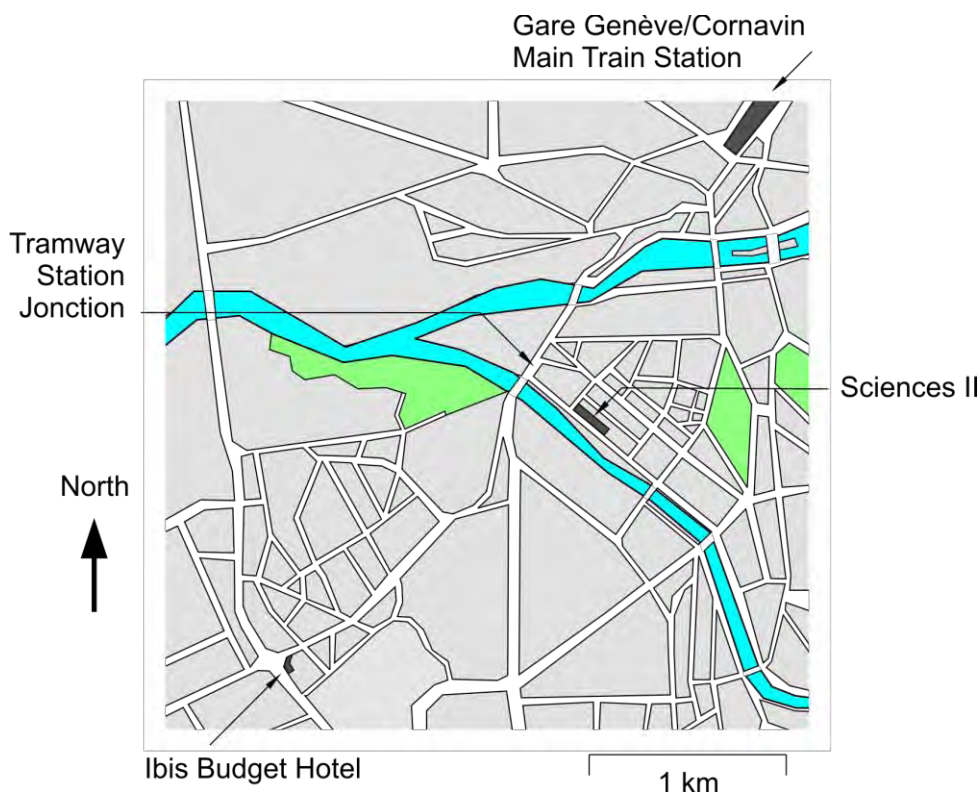 Gare Genève/Cornavin
Main Train Station
Tramway
Station
Jonction
Sciences II
North
Ibis Budget Hotel
1 km